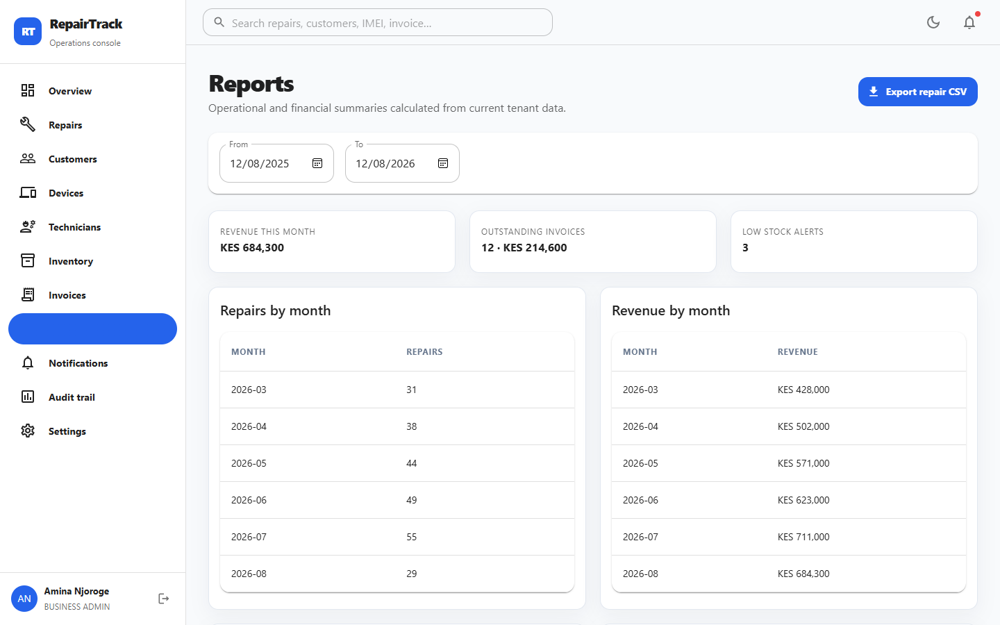 RT
RepairTrack
Operations console
Search repairs, customers, IMEI, invoice...
Overview
Repairs
Customers
Devices
Technicians
Inventory
Invoices
Notifications
Audit trail
Settings
AN
Amina Njoroge
BUSINESS ADMIN
Reports
Operational and financial summaries calculated from current tenant data.
Export repair CSV
From
12/08/2025
To
12/08/2026
REVENUE THIS MONTH
KES 684,300
OUTSTANDING INVOICES
12 · KES 214,600
LOW STOCK ALERTS
3
Repairs by month
MONTH REPAIRS
2026-03 31
2026-04 38
2026-05 44
2026-06 49
2026-07 55
2026-08 29
Revenue by month
MONTH REVENUE
2026-03 KES 428,000
2026-04 KES 502,000
2026-05 KES 571,000
2026-06 KES 623,000
2026-07 KES 711,000
2026-08 KES 684,300